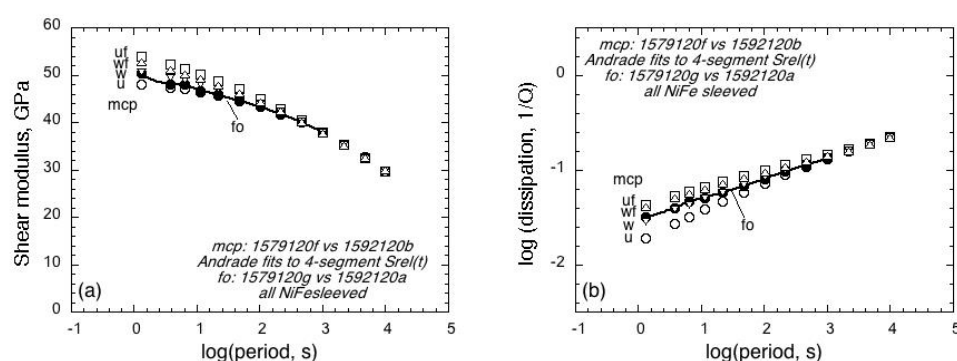 60
50
40
30
20
10
0
Shear modulus, GPa
uf
wf
w
u
mcp
fo
mcp: 1579120f vs 1592120b
Andrade fits to 4-segment Srel(t)
fo: 1579120g vs 1592120a
all NiFesleeved
(a)
-1 0 1 2 3 4 5
log(period, s)
0
-1
-2
log (dissipation, 1/Q)
mcp: 1579120f vs 1592120b
Andrade fits to 4-segment Srel(t)
fo: 1579120g vs 1592120a
all NiFe sleeved
mcp
uf
wf
w
u
fo
(b)
-1 0 1 2 3 4 5
log(period, s)